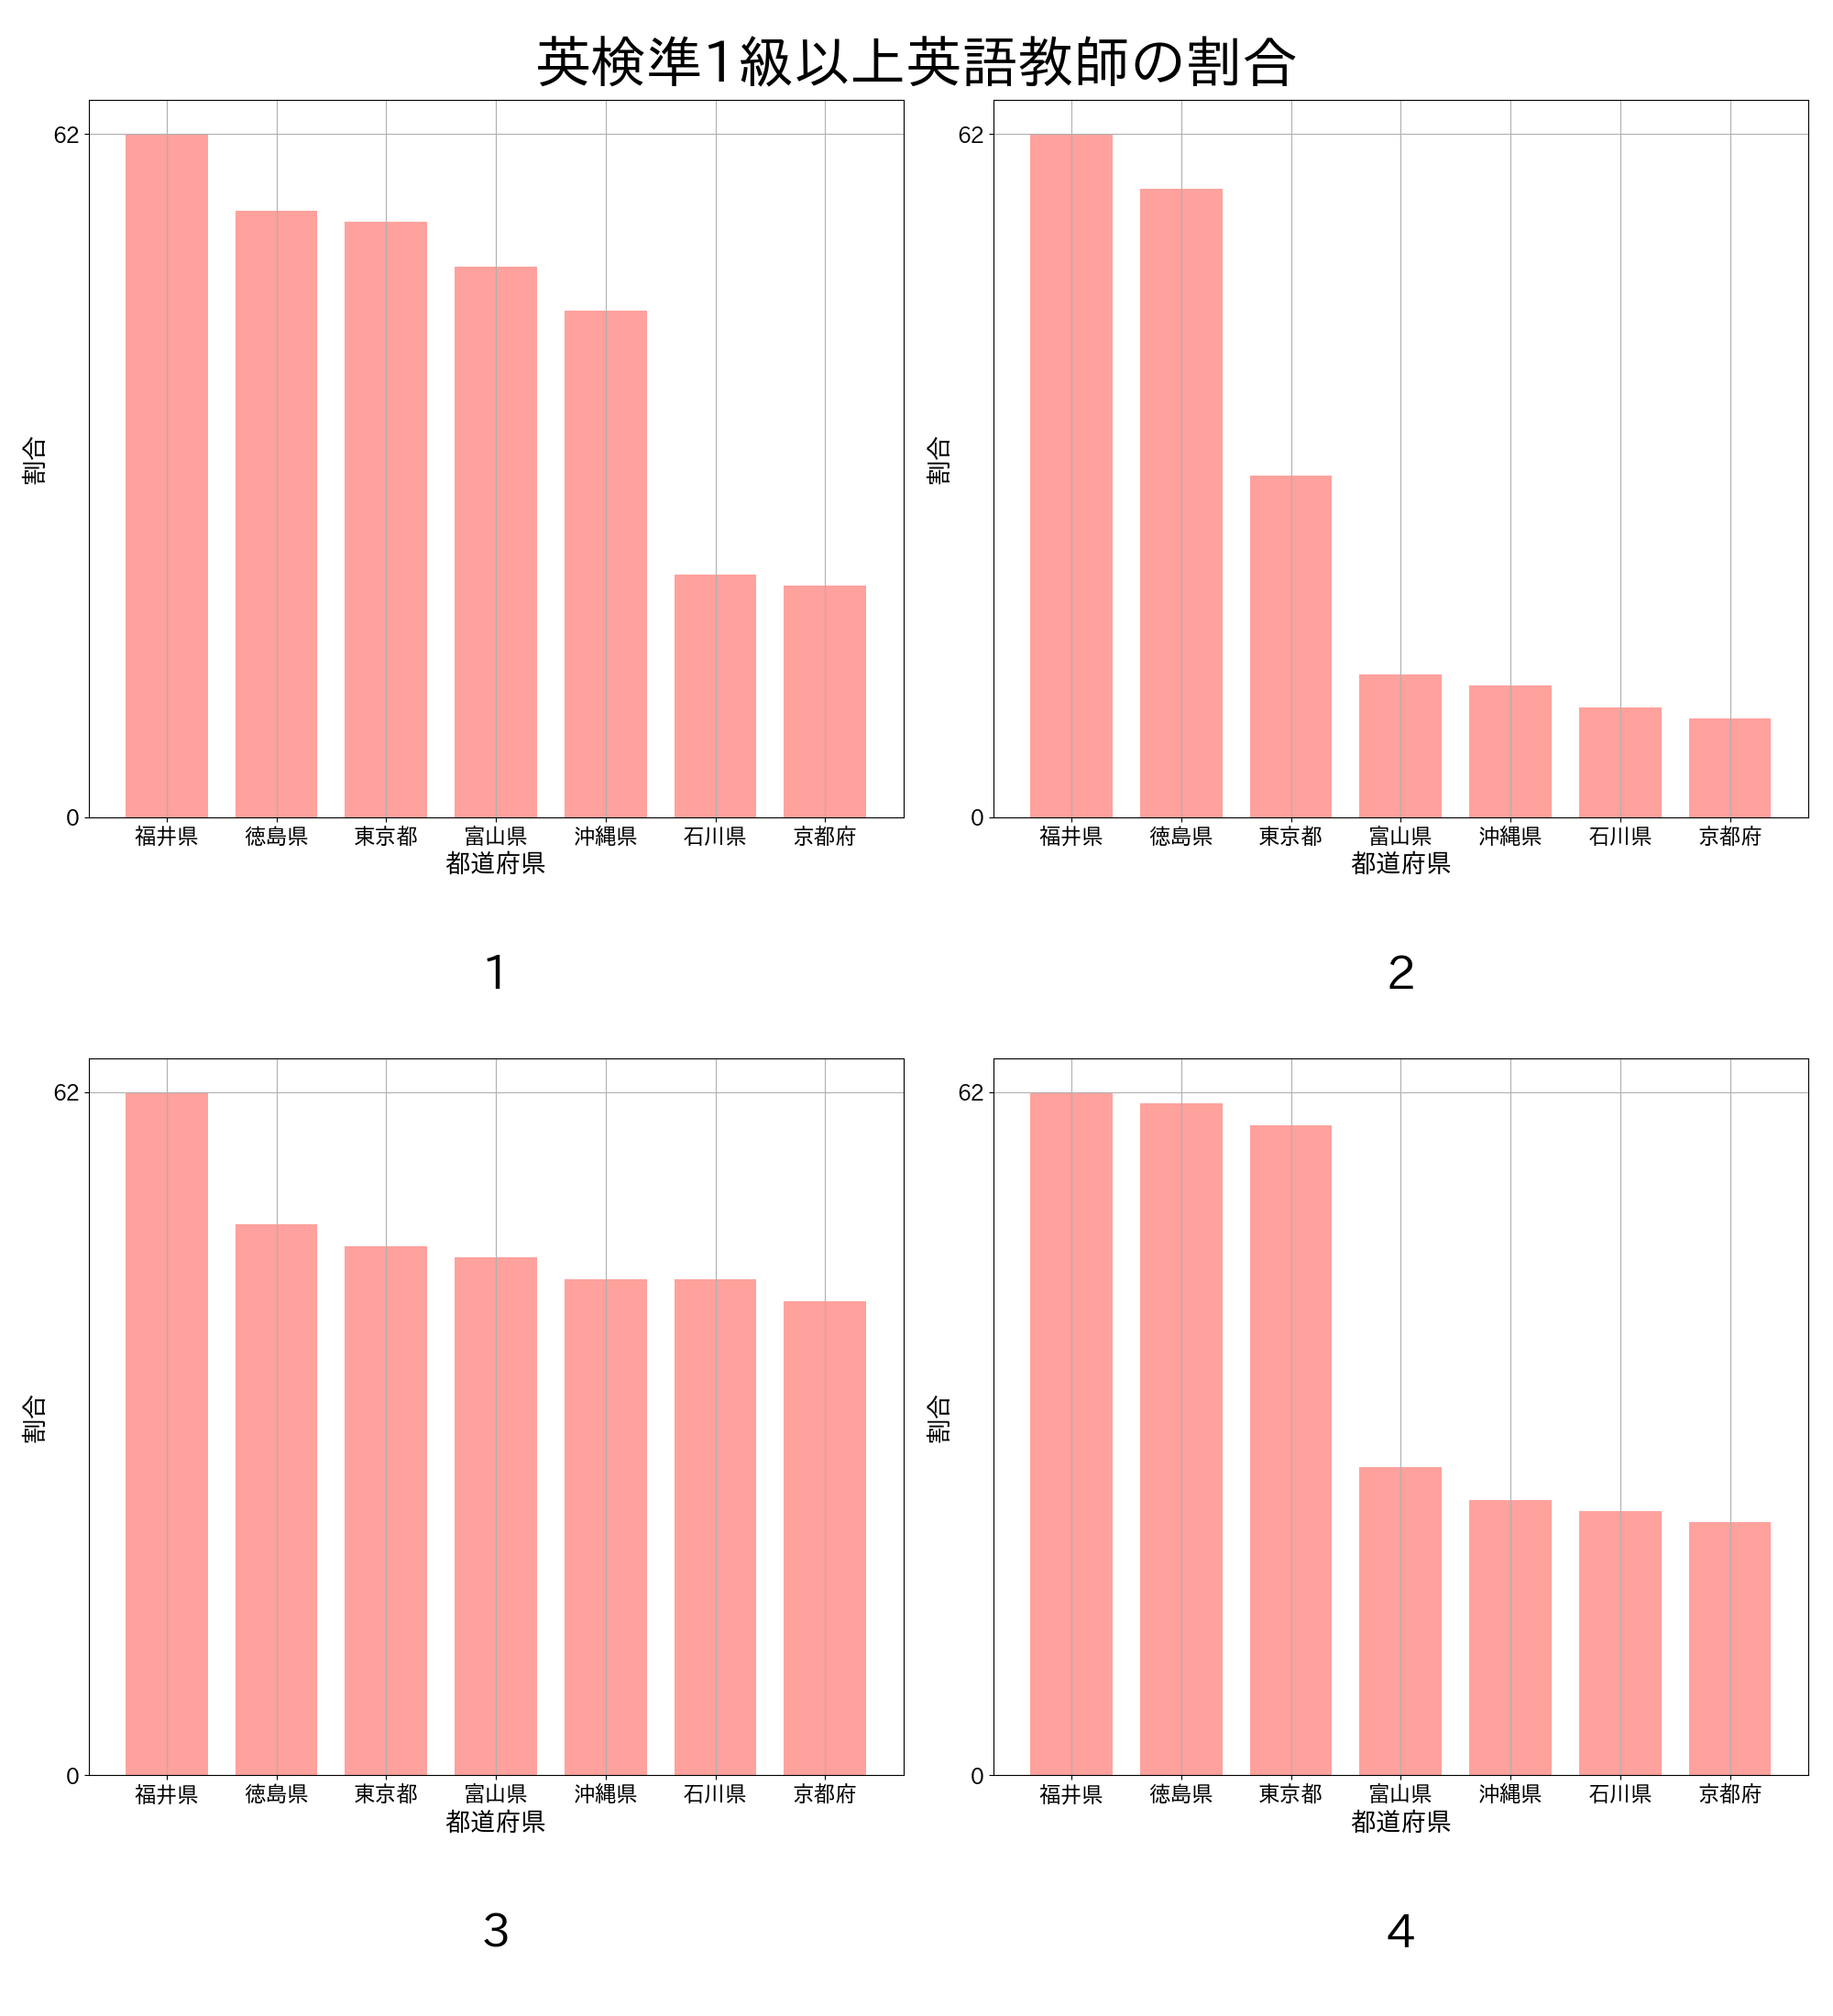 英検準1級以上英語教師の割合
62
0
割合
福井県 徳島県 東京都 富山県 沖縄県 石川県 京都府
都道府県
1
62
0
割合
福井県 徳島県 東京都 富山県 沖縄県 石川県 京都府
都道府県
2
62
0
割合
福井県 徳島県 東京都 富山県 沖縄県 石川県 京都府
都道府県
3
62
0
割合
福井県 徳島県 東京都 富山県 沖縄県 石川県 京都府
都道府県
4